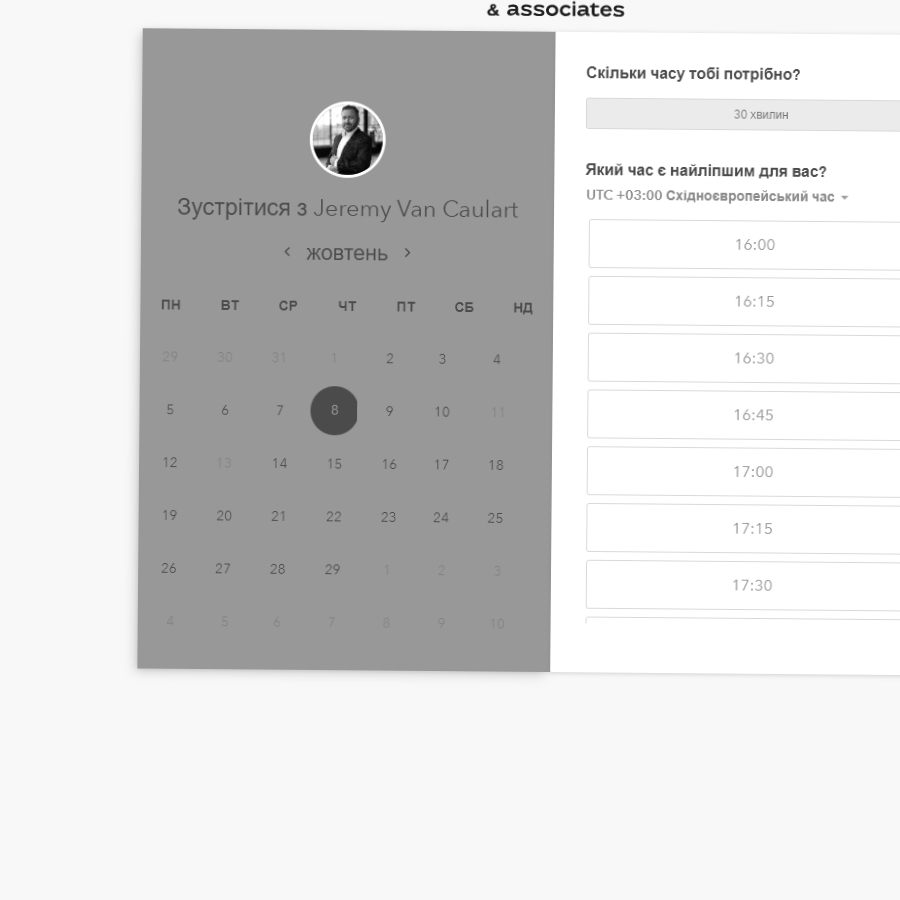 & associates
Зустрітися з Jeremy Van Caulart
жовтень
ПН ВТ СР ЧТ ПТ СБ НД
29 30 31 1 2 3 4
5 6 7 8 9 10 11
12 13 14 15 16 17 18
19 20 21 22 23 24 25
26 27 28 29 1 2 3
4 5 6 7 8 9 10
Скільки часу тобі потрібно?
30 хвилин
Який час є найліпшим для вас?
UTC +03:00 Східноєвропейський час
16:00
16:15
16:30
16:45
17:00
17:15
17:30